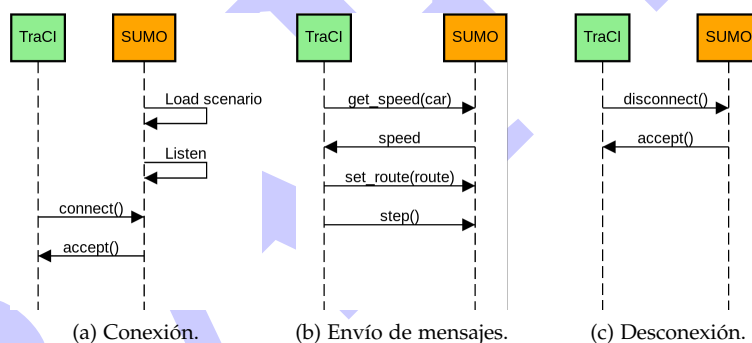 TraCI
SUMO
Load scenario
Listen
connect()
accept()
(a) Conexión.
TraCI
SUMO
get_speed(car)
speed
set_route(route)
step()
(b) Envío de mensajes.
TraCI
SUMO
disconnect()
accept()
(c) Desconexión.